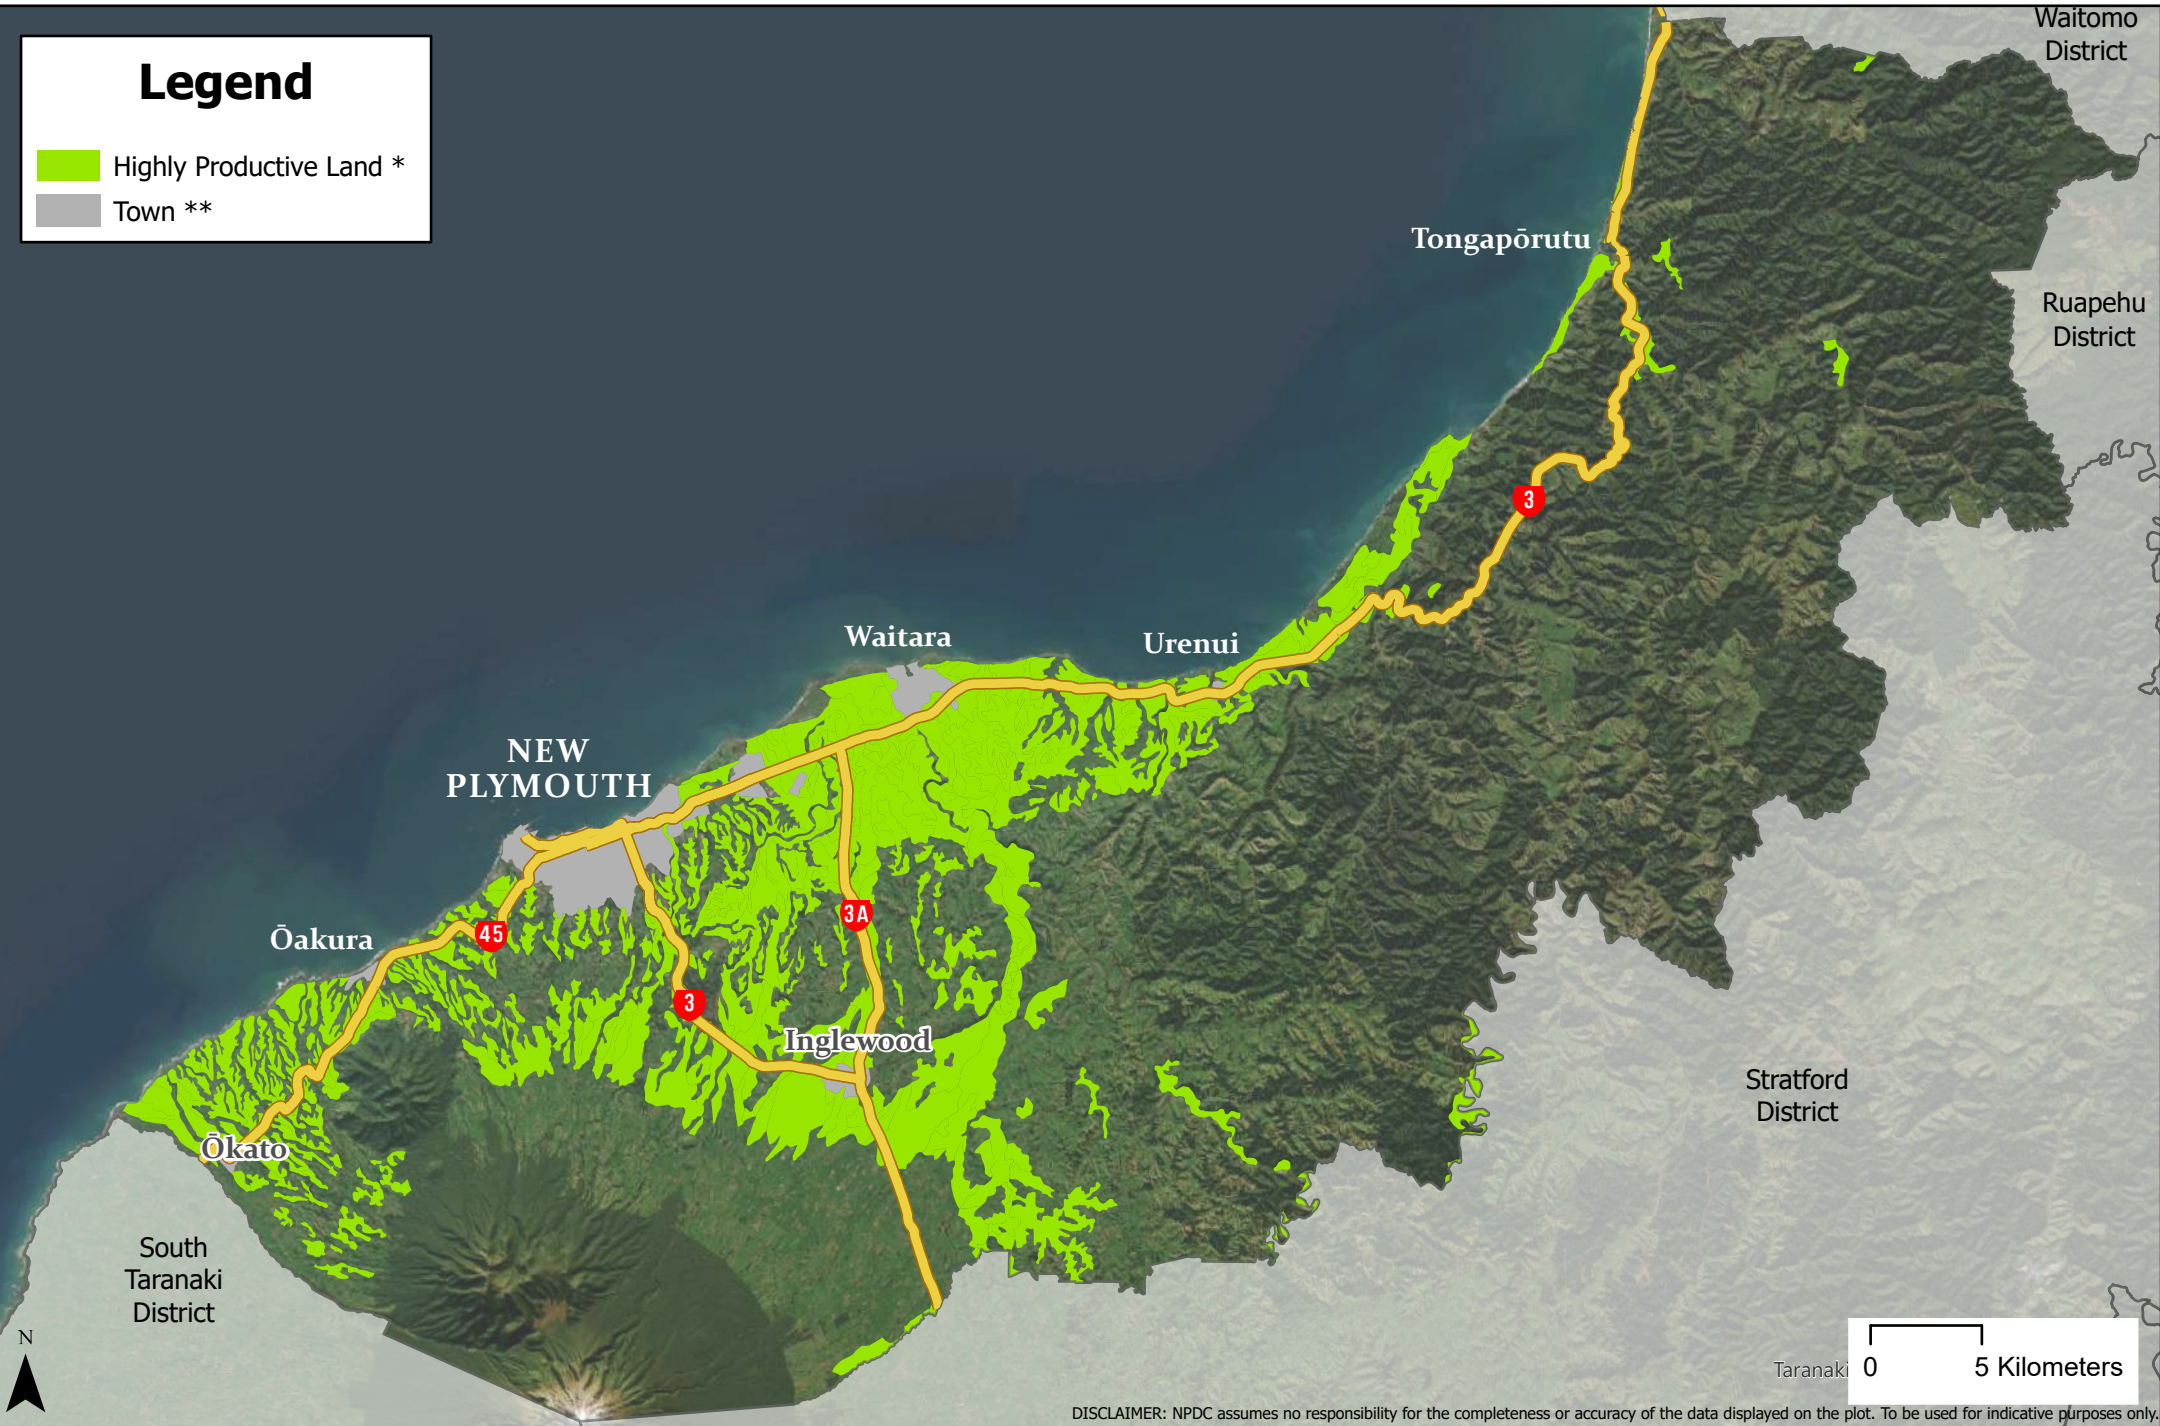 Legend
Highly Productive Land *
Town **
Waitomo
District
Tongapōrutu
Ruapehu
District
3
Waitara
Urenui
NEW
PLYMOUTH
3A
Ōakura
45
3
Inglewood
Stratford
District
Ōkato
South
Taranaki
District
N
Taranaki
0 5 Kilometers
DISCLAIMER: NPDC assumes no responsibility for the completeness or accuracy of the data displayed on the plot. To be used for indicative purposes only.